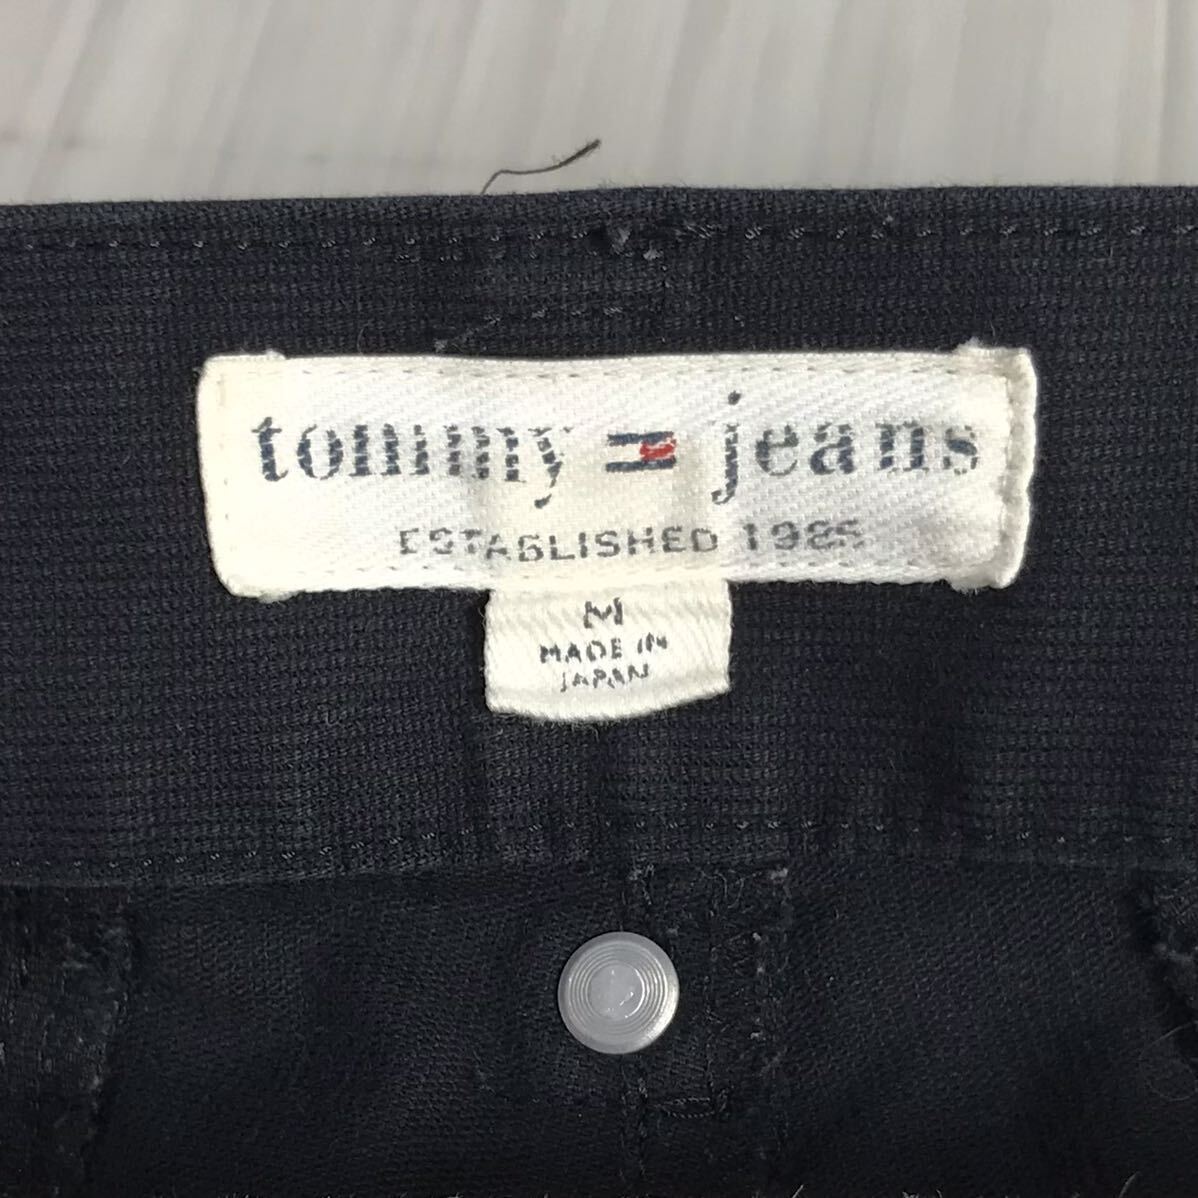 tommy jeans
ESTABLISHED 1985
M
MADE IN
JAPAN